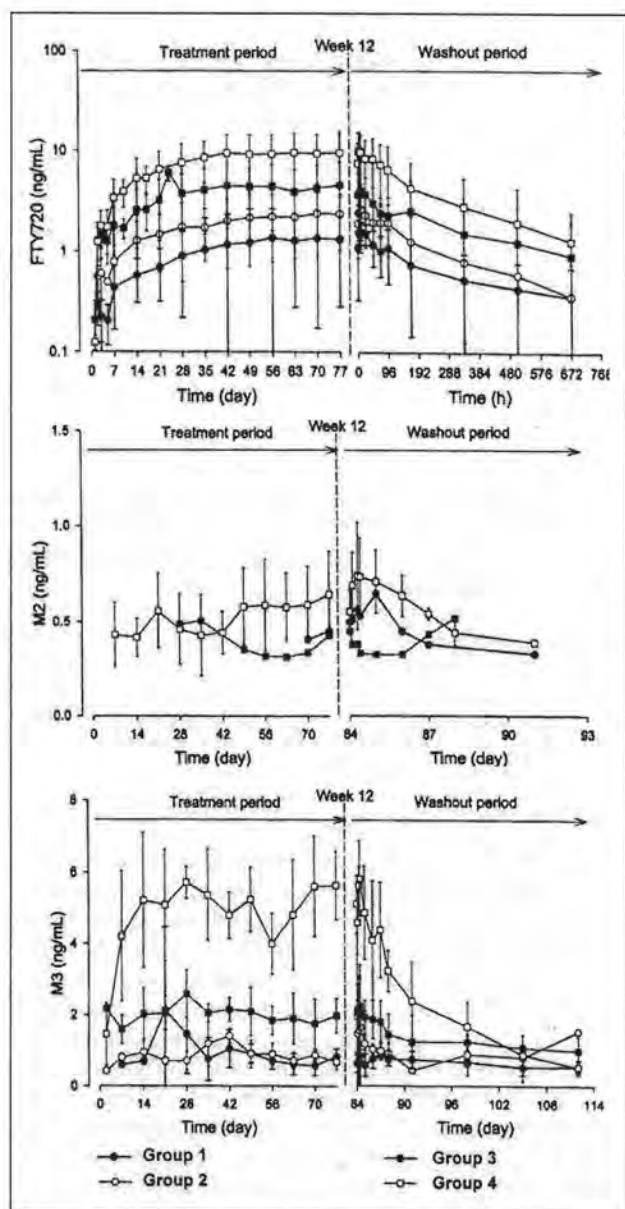 Treatment period Week 12 Washout period
FTY720 (ng/mL)
100
10
1
0.1
0 7 14 21 28 35 42 49 56 63 70 77 0 96 192 288 384 480 576 672 768
Time (day) Time (h)
Treatment period Week 12 Washout period
M2 (ng/mL)
1.5
1.0
0.5
0.0
0 14 28 42 56 70 84 87 90 93
Time (day) Time (day)
Treatment period Week 12 Washout period
M3 (ng/mL)
8
6
4
2
0
0 14 28 42 56 70 84 90 96 102 108 114
Time (day) Time (day)
Group 1 Group 3
Group 2 Group 4